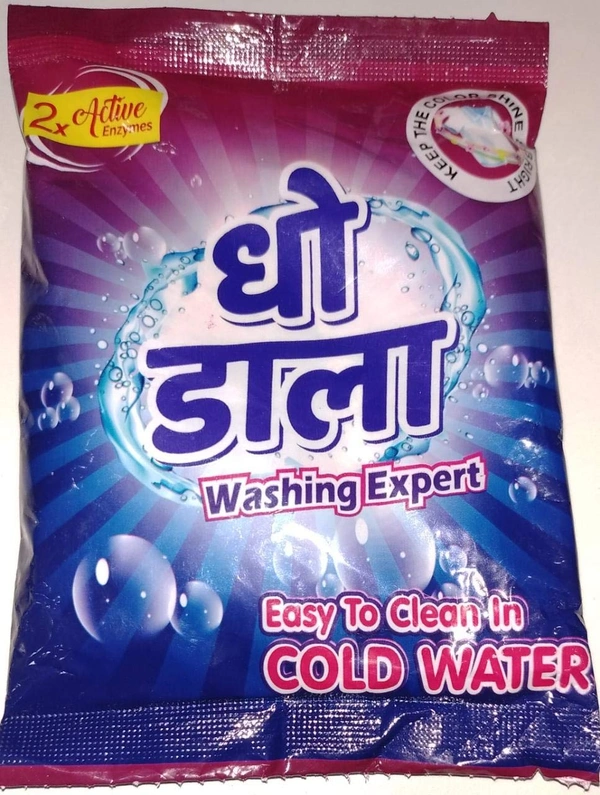 2x Active
Enzymes
KEEP THE COLOR SHINE & BRIGHT
धो
डाला
Washing Expert
Easy To Clean In
COLD WATER